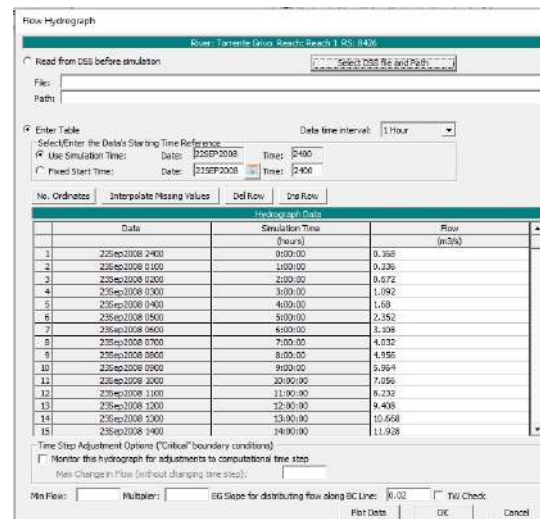 Flow Hydrograph
River: Torrente Grivo Reach: Reach 1 RS: 8426
Read from DSS before simulation
Select DSS file and Path
File:
Path:
Enter Table
Data time interval: 1 Hour
Select/Enter the Data's Starting Time Reference
Use Simulation Time: Date: 22SEP2008 Time: 2400
Fixed Start Time: Date: 22SEP2008 Time: 2400
No. Ordinates Interpolate Missing Values Del Row Ins Row
Hydrograph Data
Date Simulation Time Flow
(hours) (m3/s)
1 22Sep2008 2400 0:00:00 0.168
2 23Sep2008 0100 1:00:00 0.336
3 23Sep2008 0200 2:00:00 0.672
4 23Sep2008 0300 3:00:00 1.092
5 23Sep2008 0400 4:00:00 1.68
6 23Sep2008 0500 5:00:00 2.352
7 23Sep2008 0600 6:00:00 3.108
8 23Sep2008 0700 7:00:00 4.032
9 23Sep2008 0800 8:00:00 4.956
10 23Sep2008 0900 9:00:00 5.964
11 23Sep2008 1000 10:00:00 7.056
12 23Sep2008 1100 11:00:00 8.232
13 23Sep2008 1200 12:00:00 9.408
14 23Sep2008 1300 13:00:00 10.668
15 23Sep2008 1400 14:00:00 11.928
Time Step Adjustment Options ("Critical" boundary conditions)
Monitor this hydrograph for adjustments to computational time step
Max Change in Flow (without changing time step):
Min Flow: Multiplier: EG Slope for distributing flow along BC Line: 0.02 TW Check
Plot Data OK Cancel